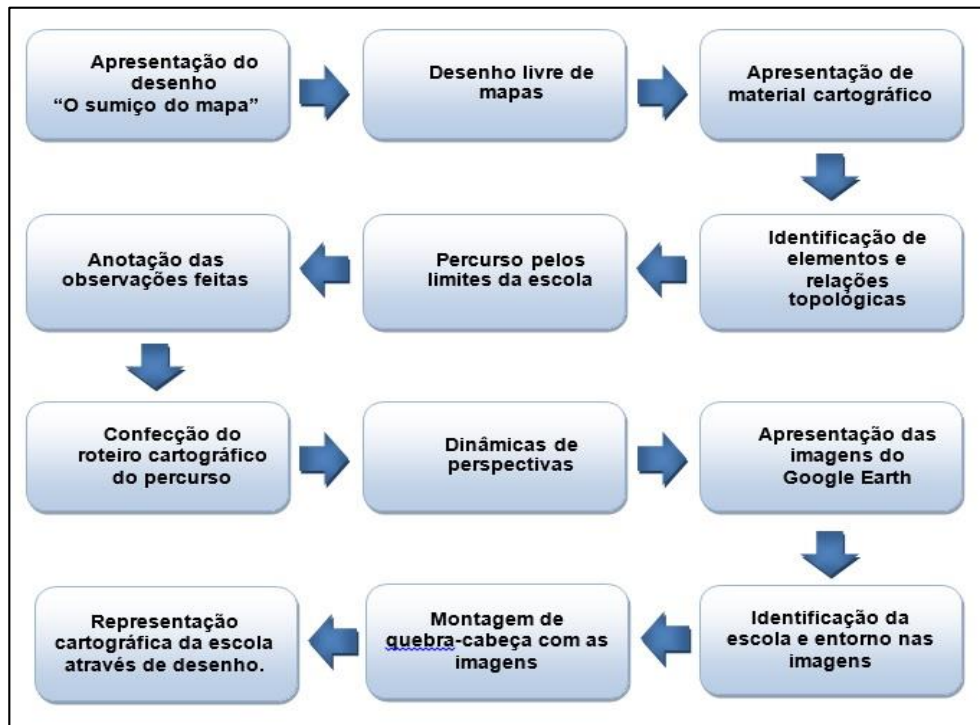 Apresentação do
desenho
“O sumiço do mapa”
Desenho livre de
mapas
Apresentação de
material cartográfico
Identificação de
elementos e
relações
topológicas
Percurso pelos
limites da escola
Anotação das
observações feitas
Confecção do
roteiro cartográfico
do percurso
Dinâmicas de
perspectivas
Apresentação das
imagens do
Google Earth
Identificação da
escola e entorno nas
imagens
Montagem de
quebra-cabeça com as
imagens
Representação
cartográfica da escola
através de desenho.